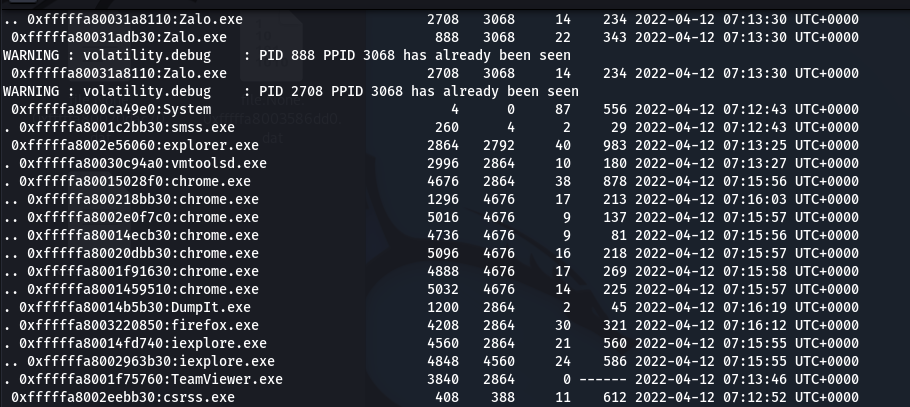 .. 0xfffffa80031a8110:Zalo.exe 2708 3068 14 234 2022-04-12 07:13:30 UTC+0000
0xfffffa80031adb30:Zalo.exe 888 3068 22 343 2022-04-12 07:13:30 UTC+0000
WARNING : volatility.debug : PID 888 PPID 3068 has already been seen
0xfffffa80031a8110:Zalo.exe 2708 3068 14 234 2022-04-12 07:13:30 UTC+0000
WARNING : volatility.debug : PID 2708 PPID 3068 has already been seen
0xfffffa8000ca49e0:System 4 0 87 556 2022-04-12 07:12:43 UTC+0000
. 0xfffffa8001c2bb30:smss.exe 260 4 2 29 2022-04-12 07:12:43 UTC+0000
0xfffffa8002e56060:explorer.exe 2864 2792 40 983 2022-04-12 07:13:25 UTC+0000
. 0xfffffa80030c94a0:vmtoolsd.exe 2996 2864 10 180 2022-04-12 07:13:27 UTC+0000
. 0xfffffa80015028f0:chrome.exe 4676 2864 38 878 2022-04-12 07:15:56 UTC+0000
.. 0xfffffa800218bb30:chrome.exe 1296 4676 17 213 2022-04-12 07:16:03 UTC+0000
.. 0xfffffa8002e0f7c0:chrome.exe 5016 4676 9 137 2022-04-12 07:15:57 UTC+0000
.. 0xfffffa80014ecb30:chrome.exe 4736 4676 9 81 2022-04-12 07:15:56 UTC+0000
.. 0xfffffa80020dbb30:chrome.exe 5096 4676 16 218 2022-04-12 07:15:57 UTC+0000
.. 0xfffffa8001f91630:chrome.exe 4888 4676 17 269 2022-04-12 07:15:58 UTC+0000
.. 0xfffffa8001459510:chrome.exe 5032 4676 14 225 2022-04-12 07:15:57 UTC+0000
. 0xfffffa80014b5b30:DumpIt.exe 1200 2864 2 45 2022-04-12 07:16:19 UTC+0000
. 0xfffffa8003220850:firefox.exe 4208 2864 30 321 2022-04-12 07:16:12 UTC+0000
. 0xfffffa80014fd740:iexplore.exe 4560 2864 21 560 2022-04-12 07:15:55 UTC+0000
.. 0xfffffa8002963b30:iexplore.exe 4848 4560 24 586 2022-04-12 07:15:55 UTC+0000
. 0xfffffa8001f75760:TeamViewer.exe 3840 2864 0 ------ 2022-04-12 07:13:46 UTC+0000
0xfffffa8002eebb30:csrss.exe 408 388 11 612 2022-04-12 07:12:52 UTC+0000